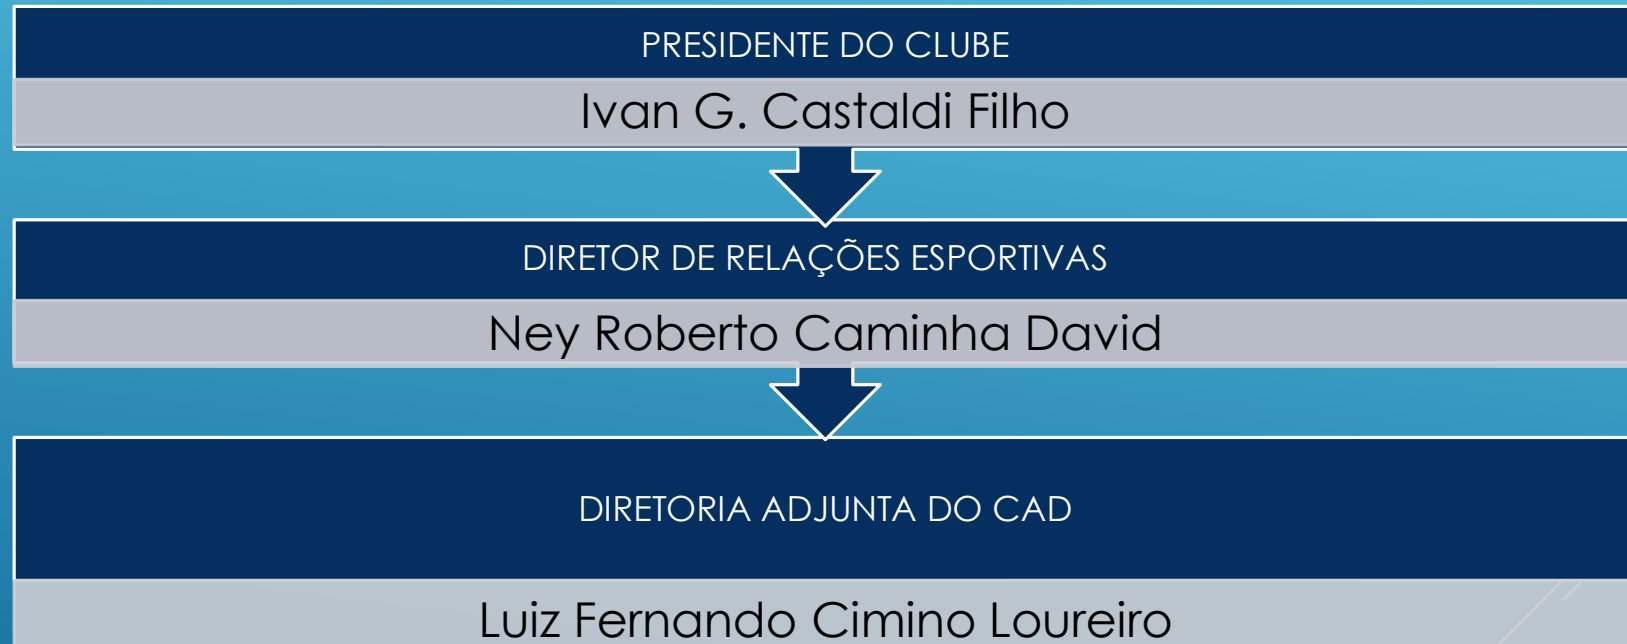 PRESIDENTE DO CLUBE
Ivan G. Castaldi Filho
DIRETOR DE RELAÇÕES ESPORTIVAS
Ney Roberto Caminha David
DIRETORIA ADJUNTA DO CAD
Luiz Fernando Cimino Loureiro